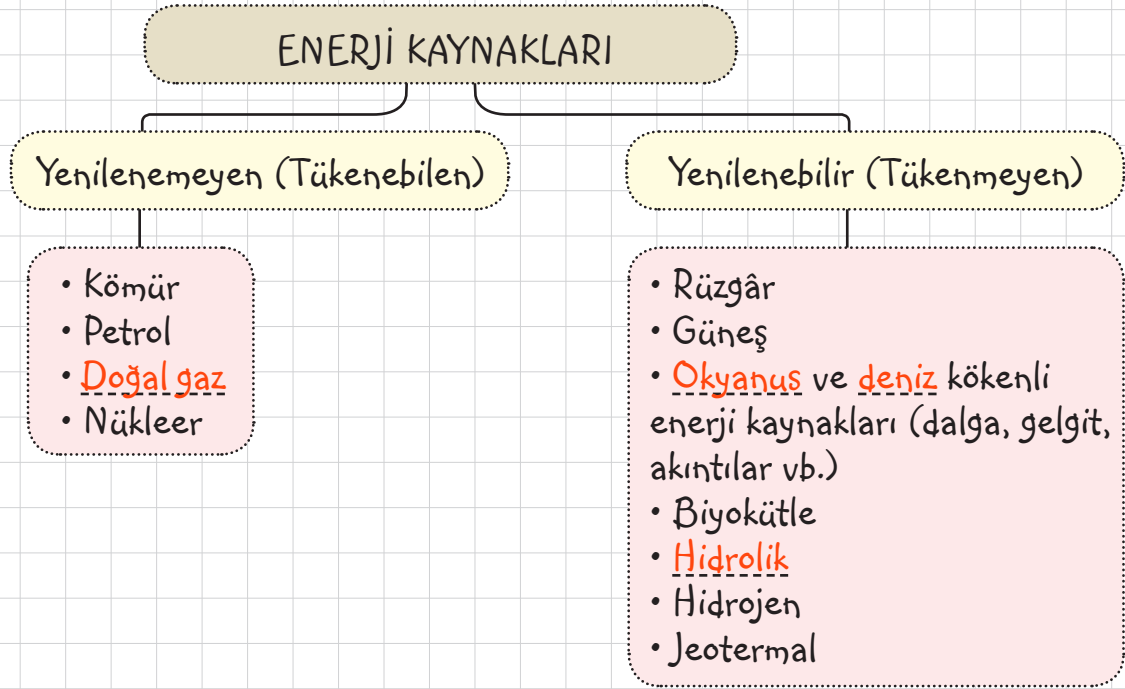 ENERJİ KAYNAKLARI
Yenilenemeyen (Tükenebilen)
• Kömür
• Petrol
• Doğal gaz
• Nükleer
Yenilenebilir (Tükenmeyen)
• Rüzgâr
• Güneş
• Okyanus ve deniz kökenli
enerji kaynakları (dalga, gelgit,
akıntılar vb.)
• Biyokütle
• Hidrolik
• Hidrojen
• Jeotermal